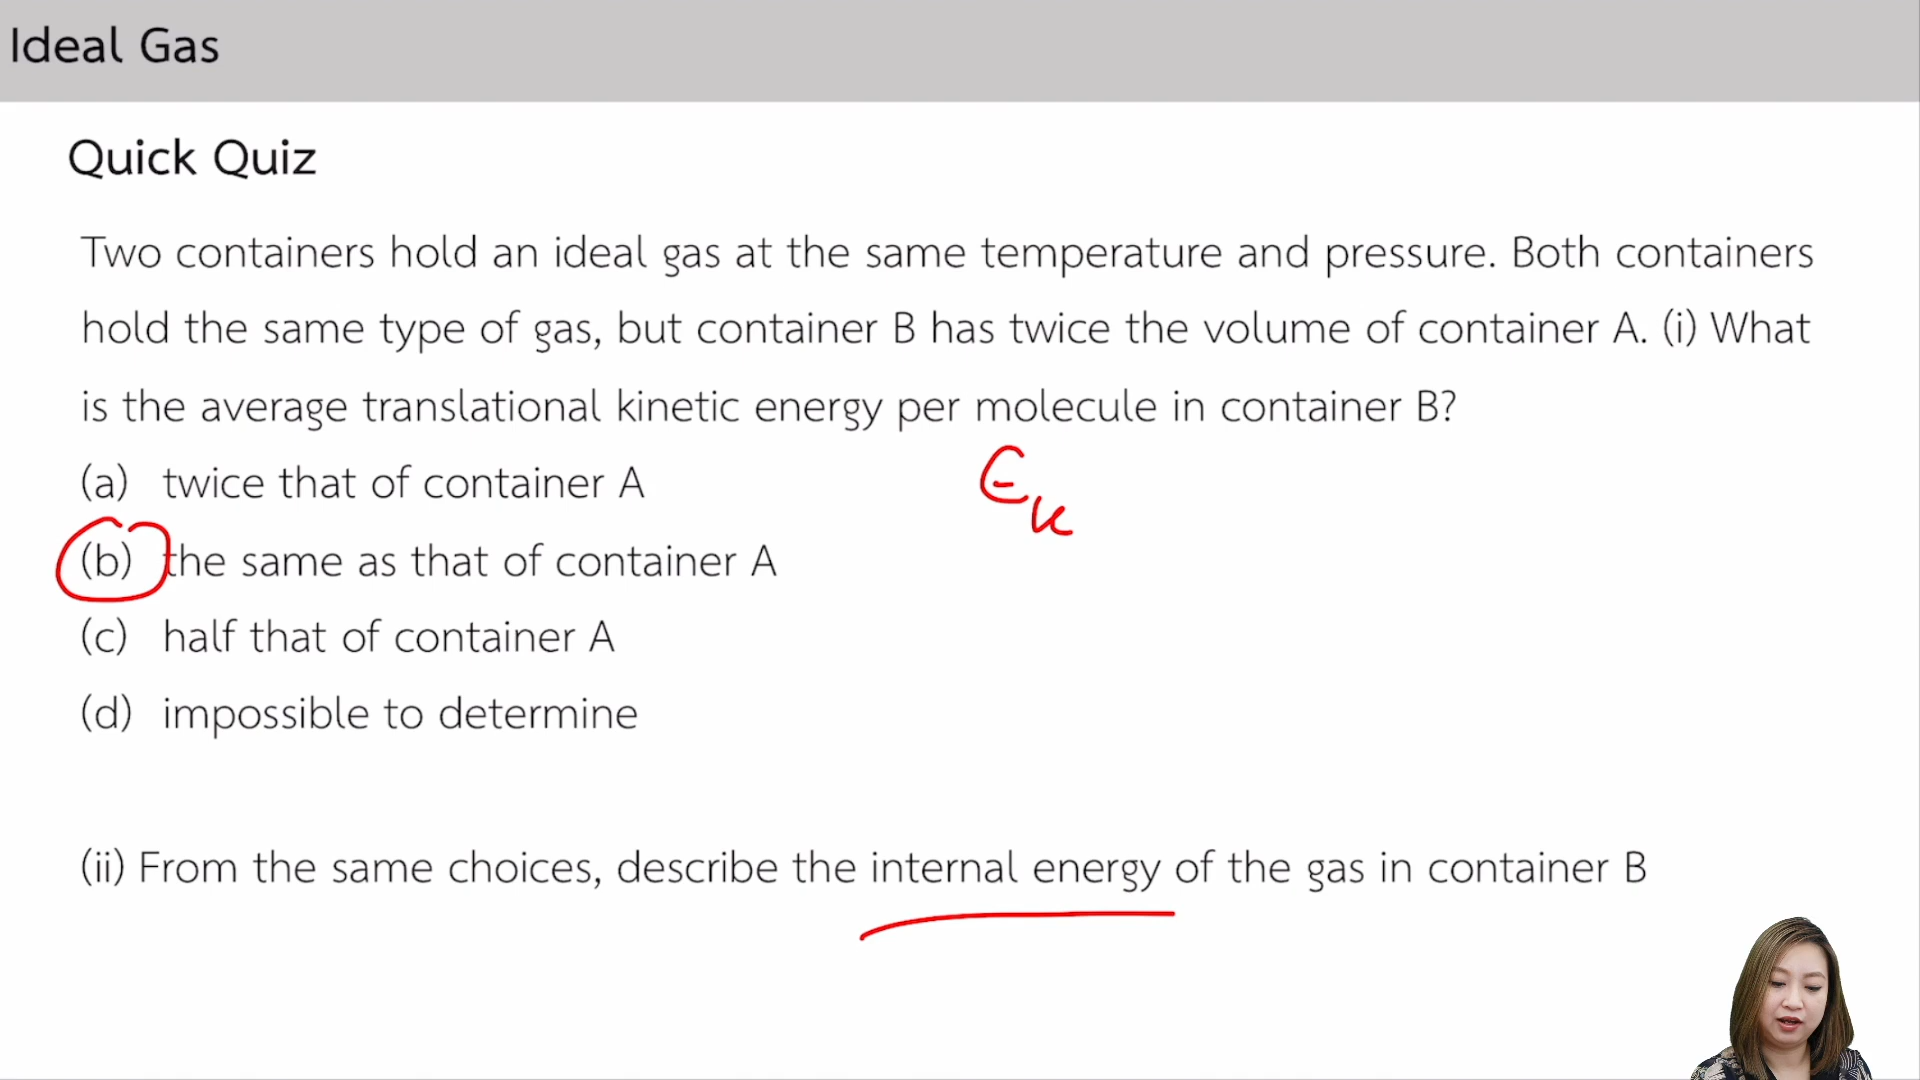 Ideal Gas
Quick Quiz
Two containers hold an ideal gas at the same temperature and pressure. Both containers
hold the same type of gas, but container B has twice the volume of container A. (i) What
is the average translational kinetic energy per molecule in container B?
(a) twice that of container A
E_k
(b) the same as that of container A
(c) half that of container A
(d) impossible to determine
(ii) From the same choices, describe the internal energy of the gas in container B